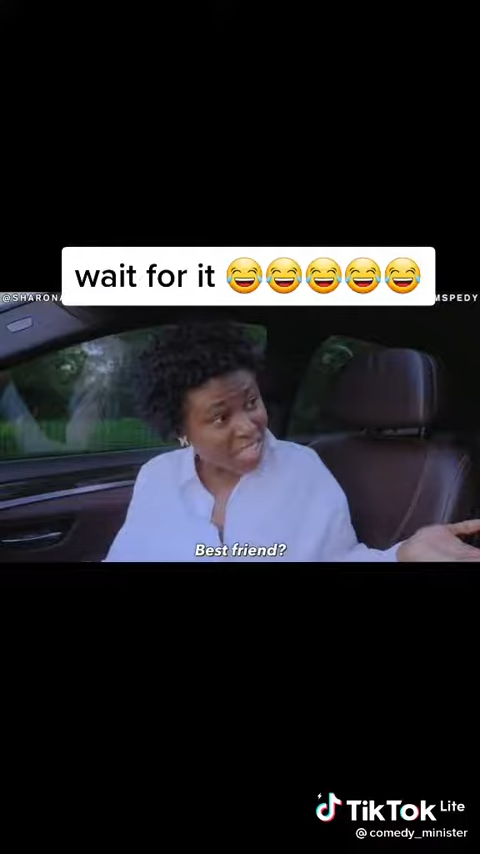 wait for it 😂😂😂😂😂
Best friend?
TikTok Lite
@comedy_minister